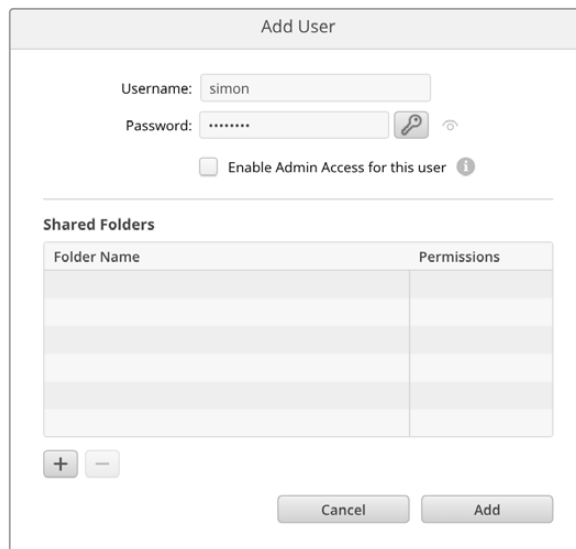 Add User
Username: simon
Password: ••••••••
Enable Admin Access for this user
Shared Folders
Folder Name Permissions
Cancel Add